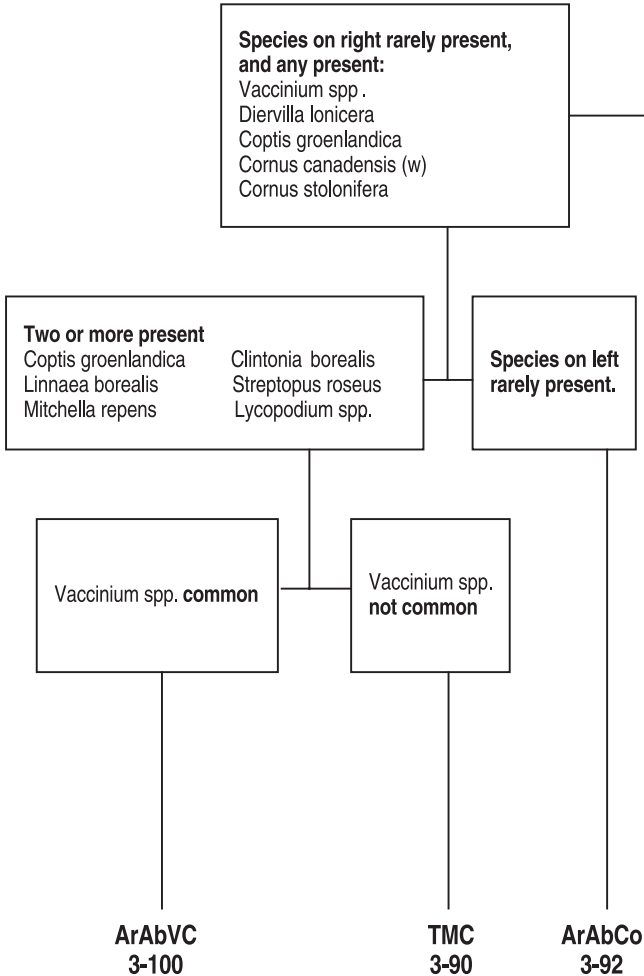 Species on right rarely present,
and any present:
Vaccinium spp .
Diervilla lonicera
Coptis groenlandica
Cornus canadensis (w)
Cornus stolonifera
Two or more present
Coptis groenlandica
Linnaea borealis
Mitchella repens
Clintonia borealis
Streptopus roseus
Lycopodium spp.
Species on left
rarely present.
Vaccinium spp. common
Vaccinium spp.
not common
ArAbVC
3-100
TMC
3-90
ArAbCo
3-92